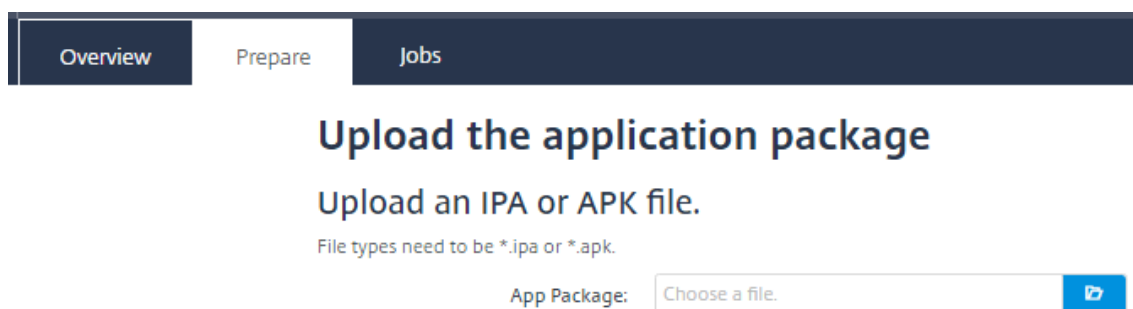 Overview Prepare Jobs
Upload the application package
Upload an IPA or APK file.
File types need to be *.ipa or *.apk.
App Package: Choose a file.